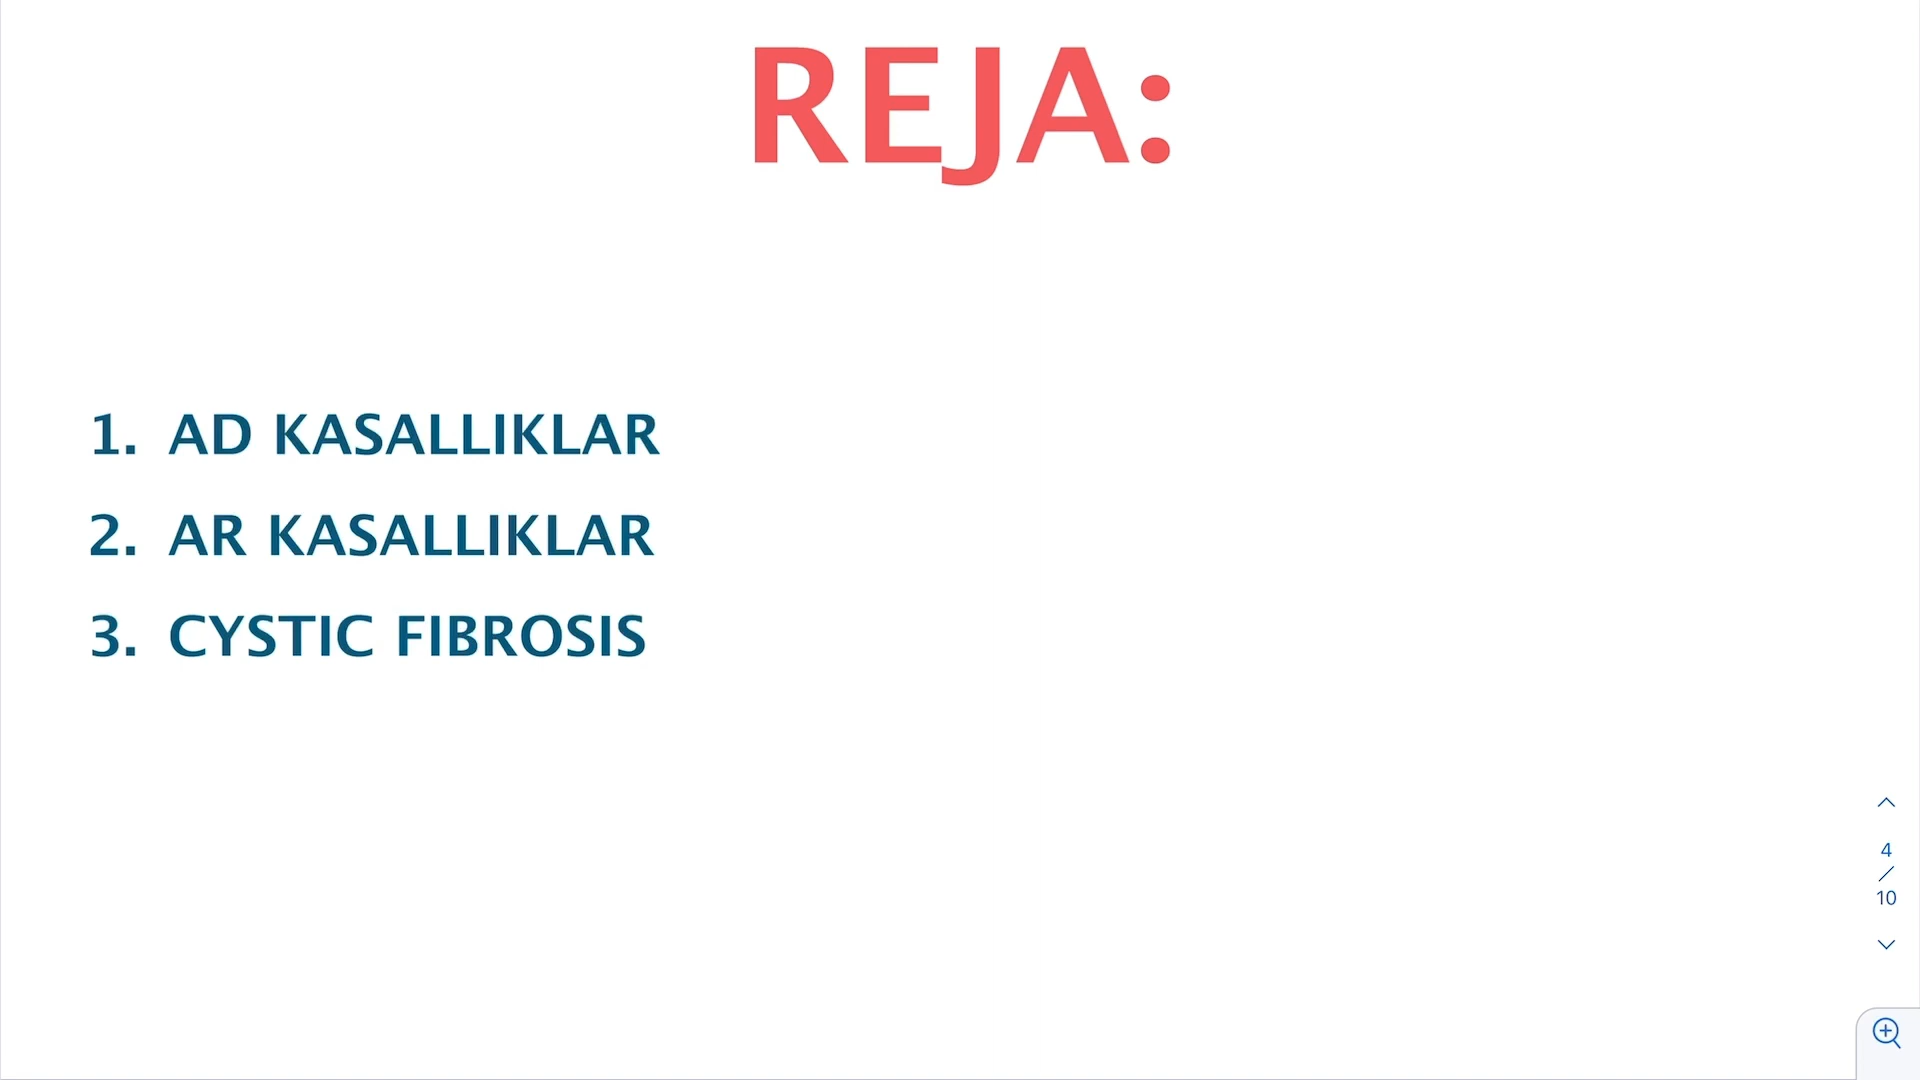 REJA:
1. AD KASALLIKLAR
2. AR KASALLIKLAR
3. CYSTIC FIBROSIS
4
/
10